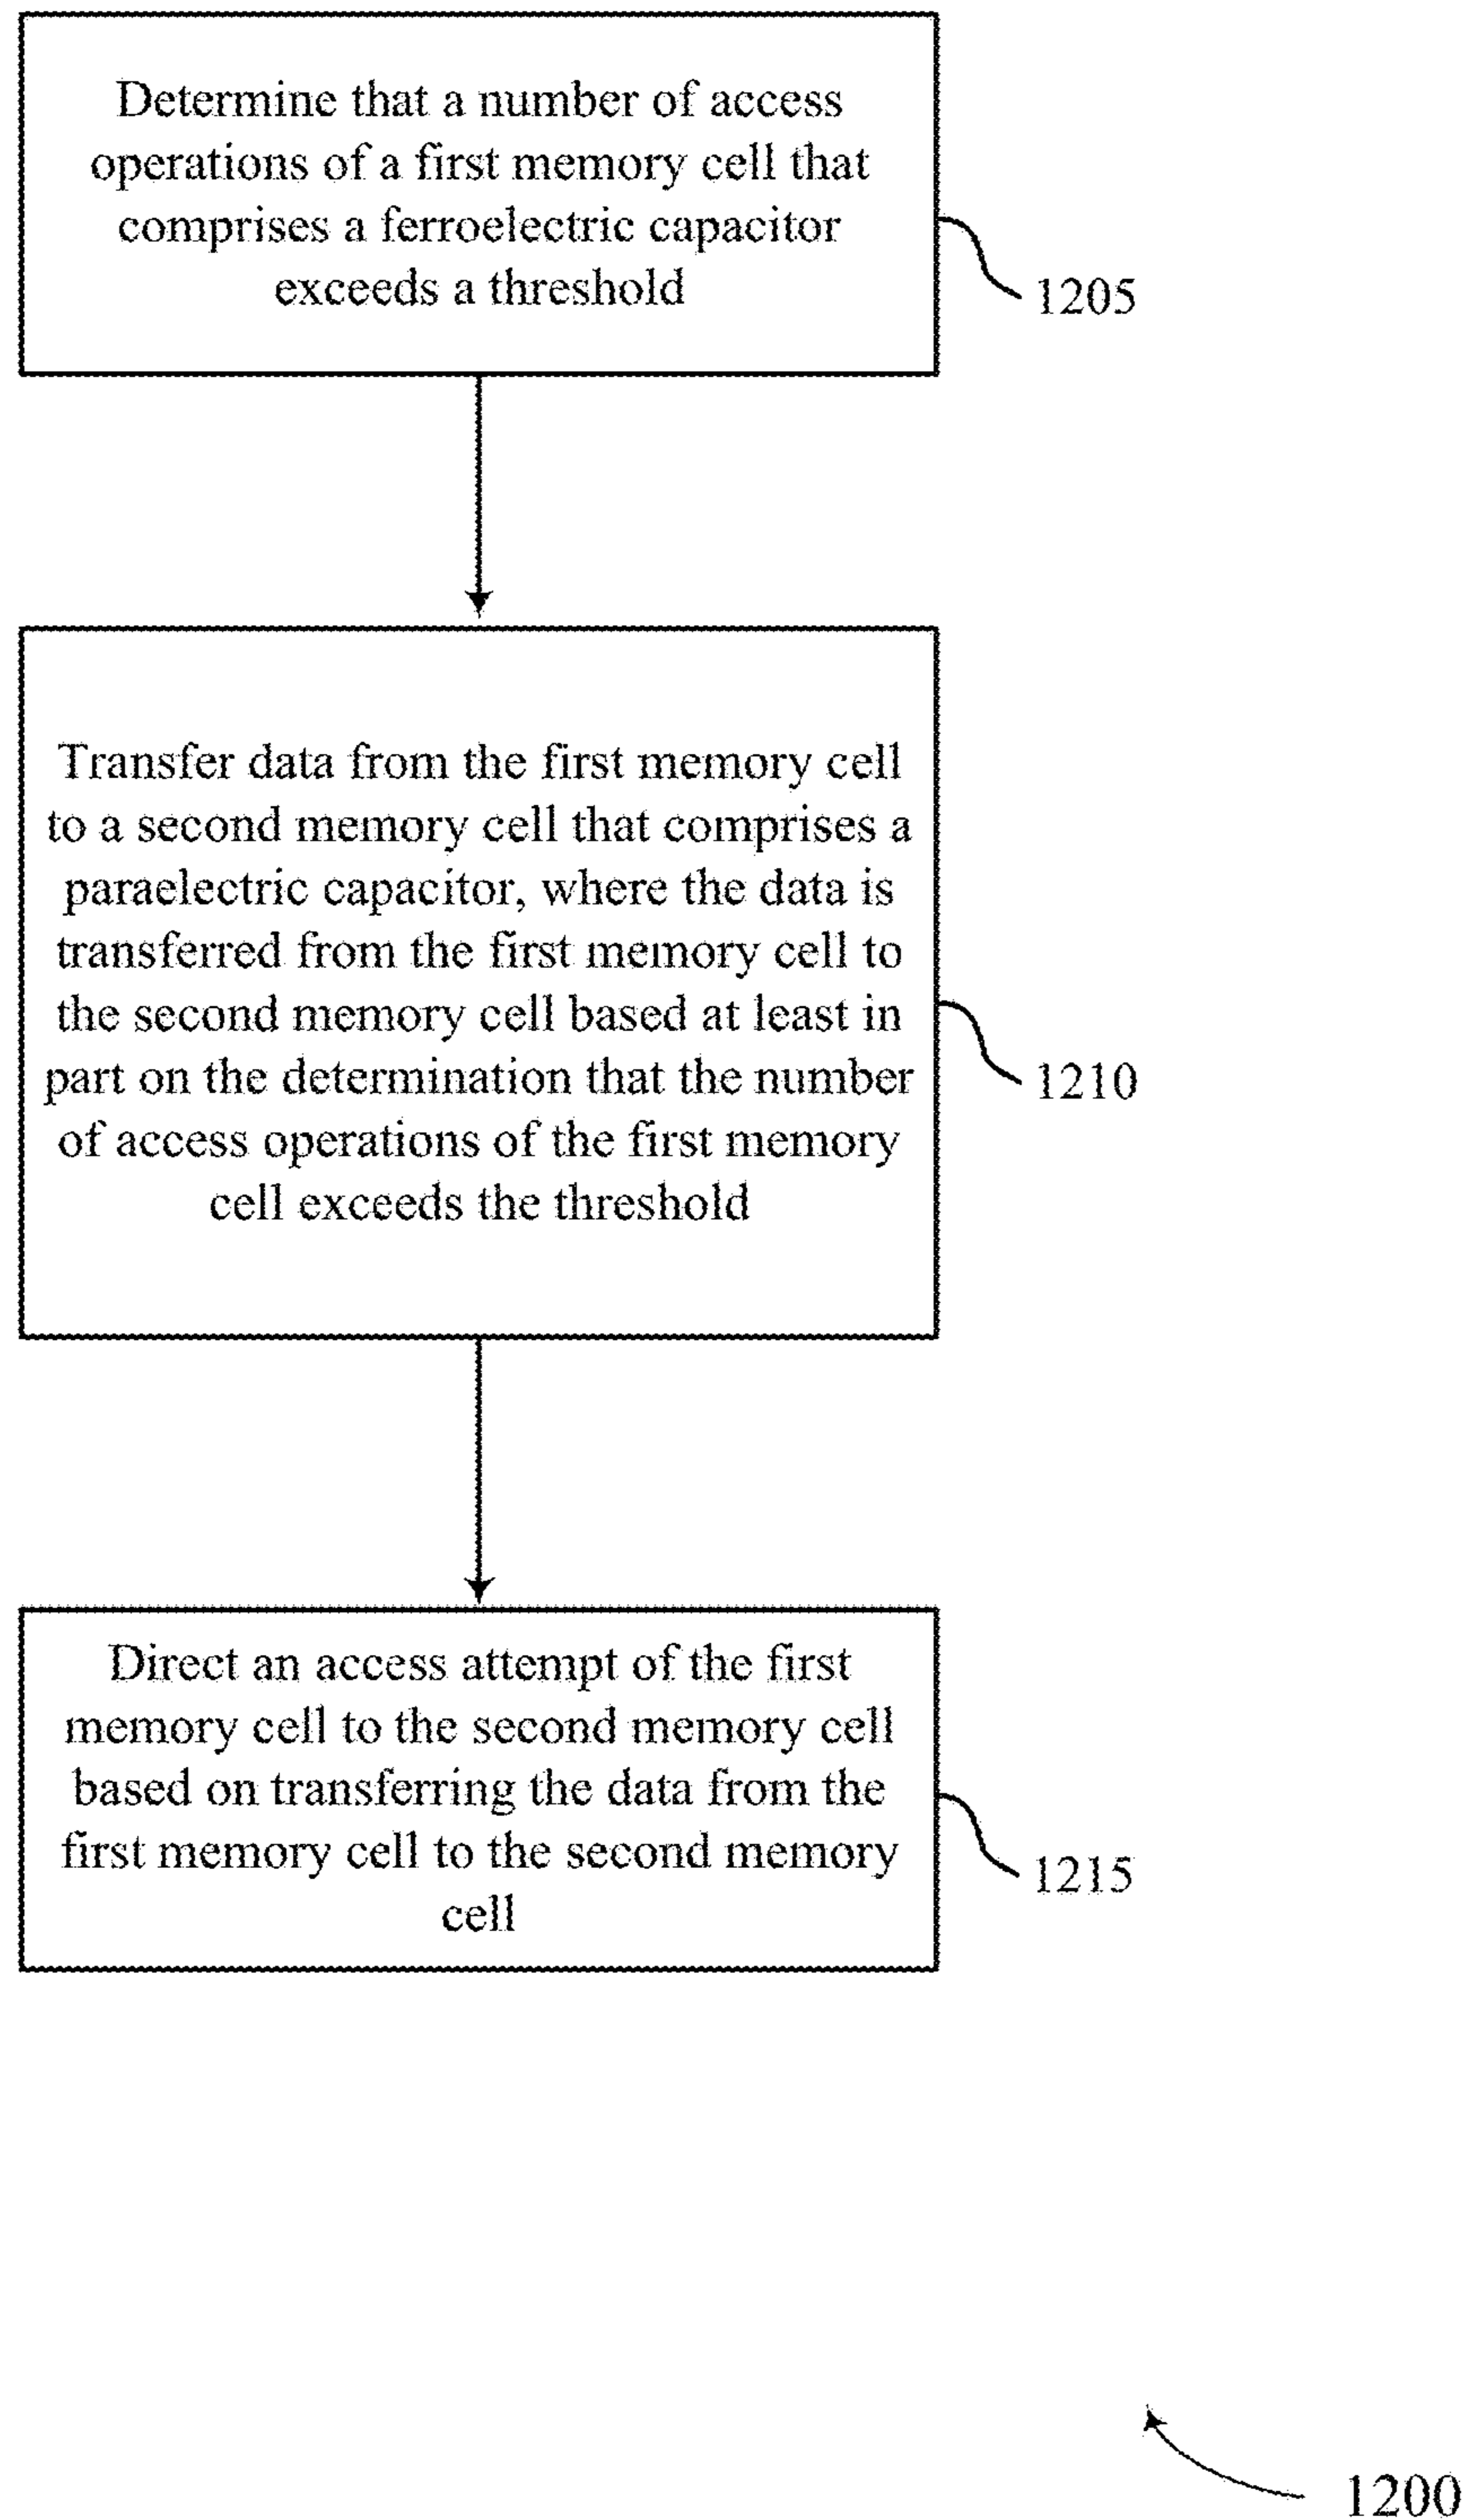 Determine that a number of access
operations of a first memory cell that
comprises a ferroelectric capacitor
exceeds a threshold
1205
Transfer data from the first memory cell
to a second memory cell that comprises a
paraelectric capacitor, where the data is
transferred from the first memory cell to
the second memory cell based at least in
part on the determination that the number
of access operations of the first memory
cell exceeds the threshold
1210
Direct an access attempt of the first
memory cell to the second memory cell
based on transferring the data from the
first memory cell to the second memory
cell
1215
1200